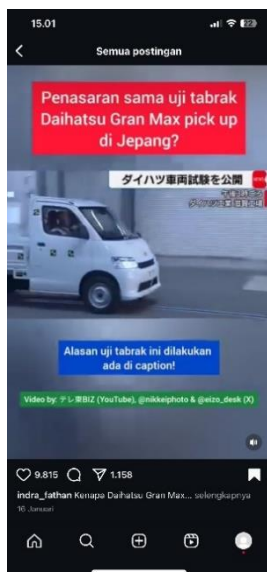 15.01
Semua postingan
Penasaran sama uji tabrak
Daihatsu Gran Max pick up
di Jepang?
ダイハツ車両試験を公開
Alasan uji tabrak ini dilakukan
ada di caption!
Video by: テレ東BIZ (YouTube), @nikkeiphoto & @eizo_desk (X)
9.815 1.158
indra_fathan Kenapa Daihatsu Gran Max... selengkapnya
16 Januari